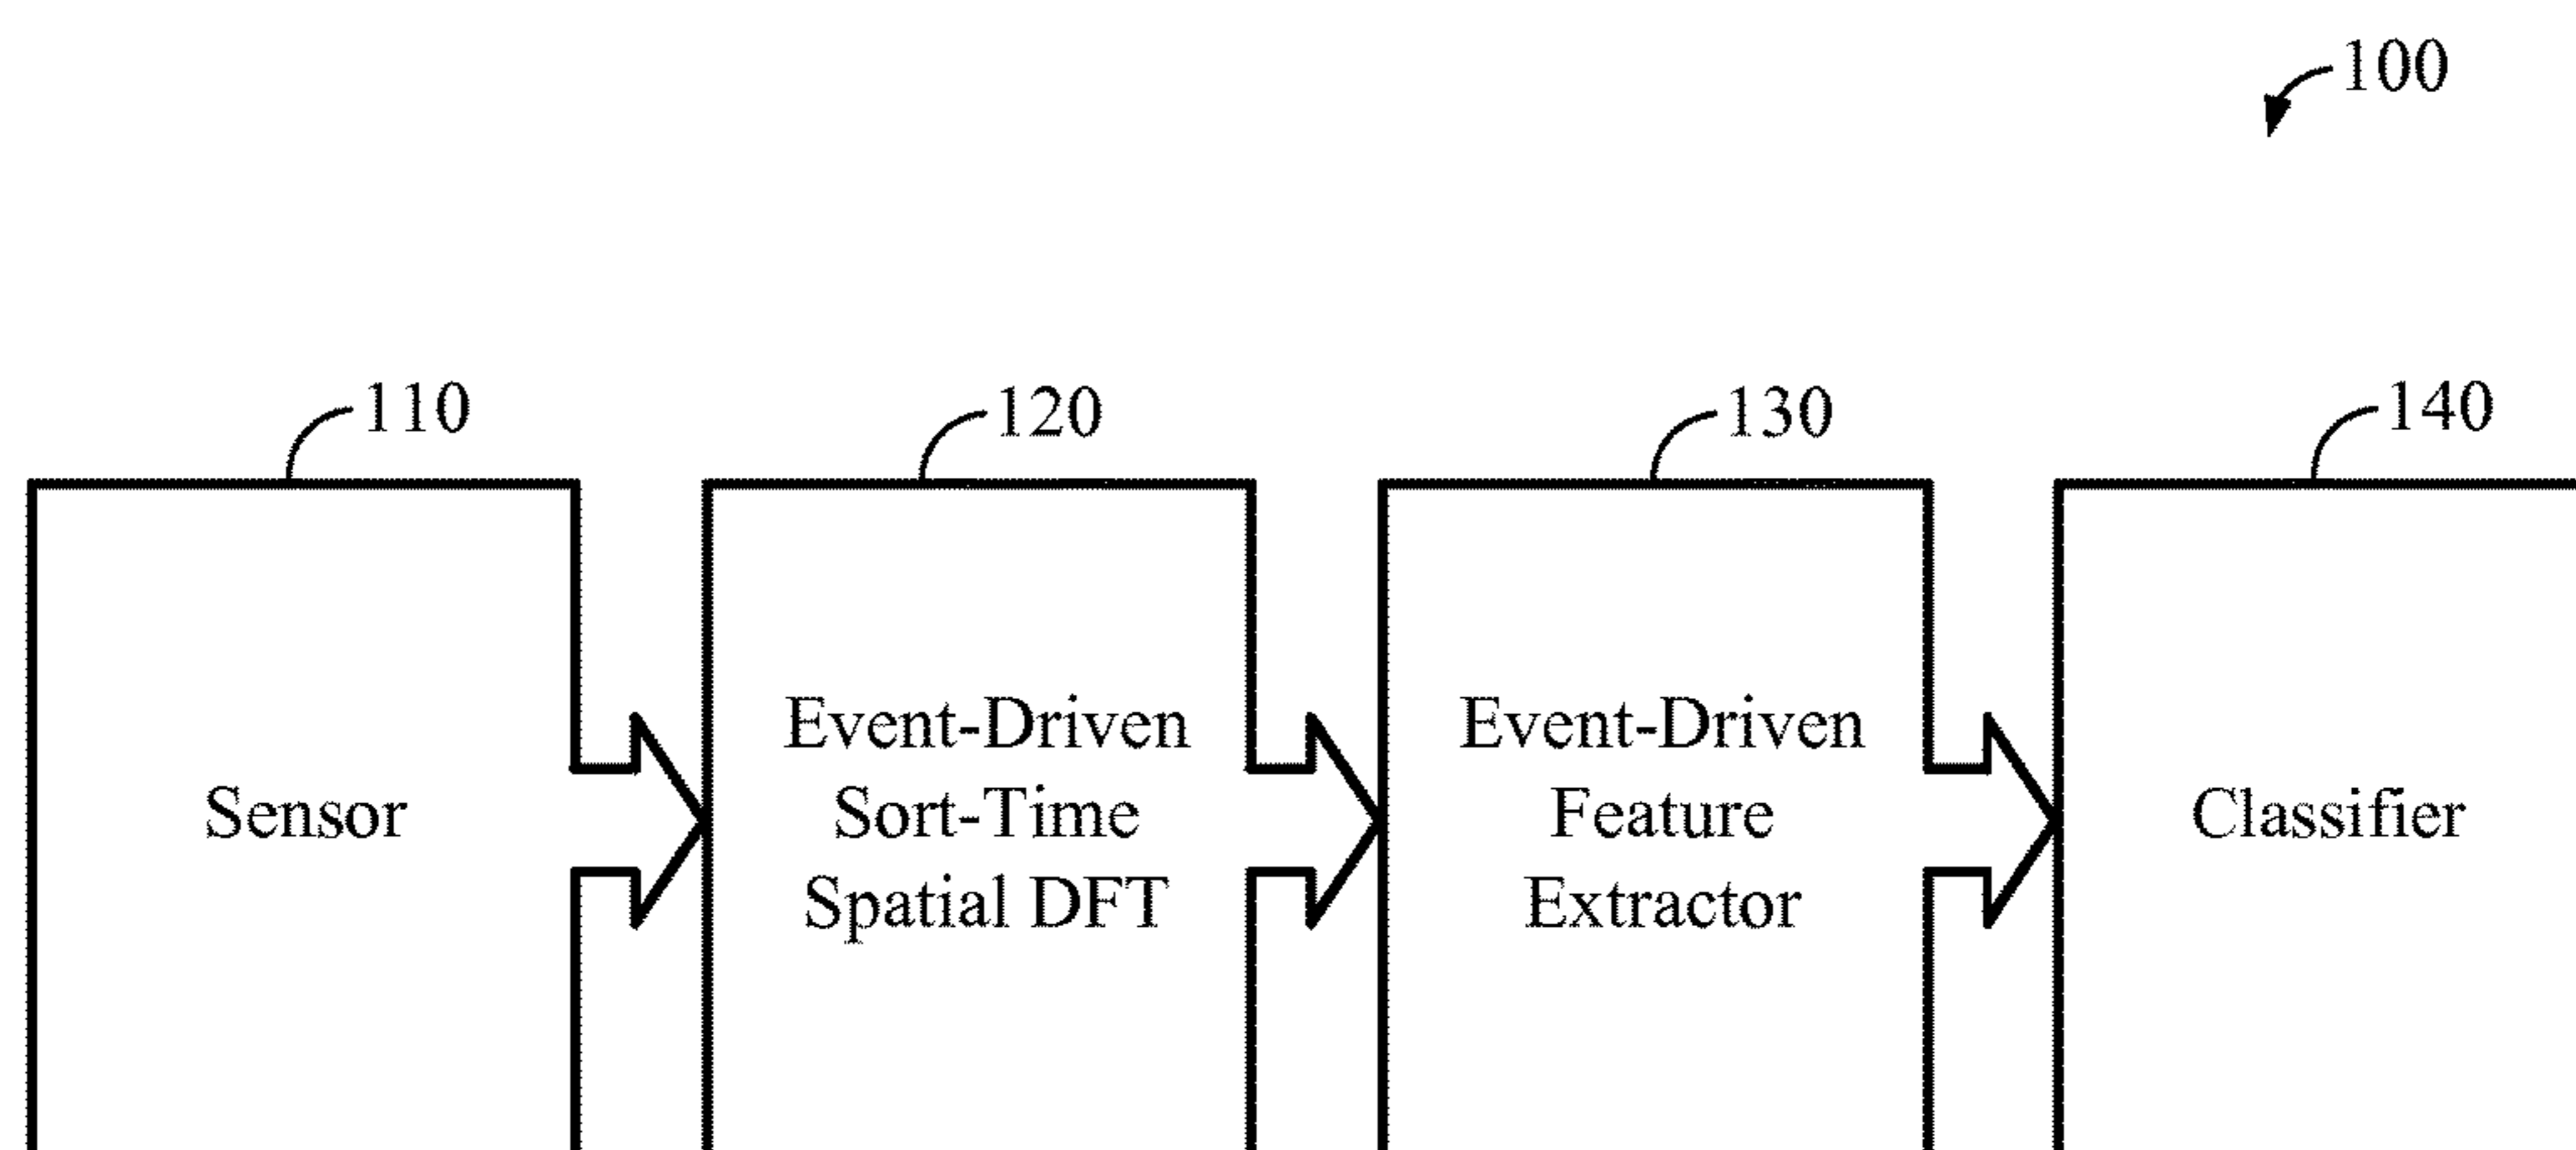 100
110
120
130
140
Sensor
Event-Driven
Sort-Time
Spatial DFT
Event-Driven
Feature
Extractor
Classifier